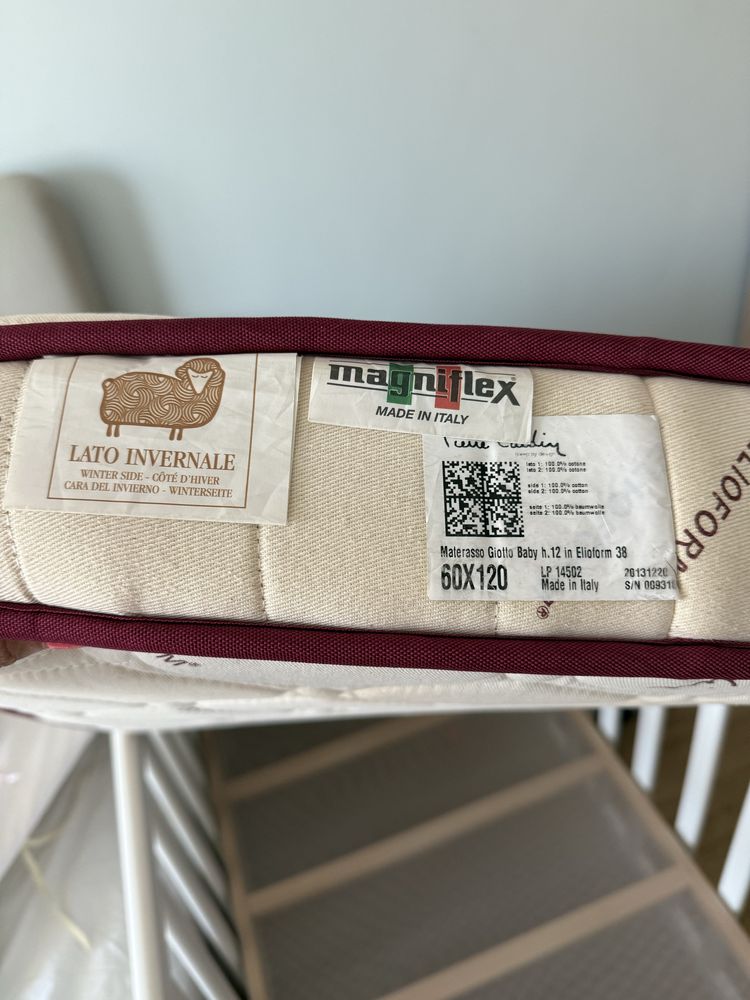 LATO INVERNALE
WINTER SIDE - CÔTÉ D'HIVER
CARA DEL INVIERNO - WINTERSEITE
magniflex
MADE IN ITALY
lato 1: 100.0% cotone
lato 2: 100.0% cotone
side 1: 100.0% cotton
side 2: 100.0% cotton
seite 1: 100.0% baumwolle
seite 2: 100.0% baumwolle
Materasso Giotto Baby h.12 in Elioform 38
60X120
LP 14502
Made in Italy
20131220
S/N